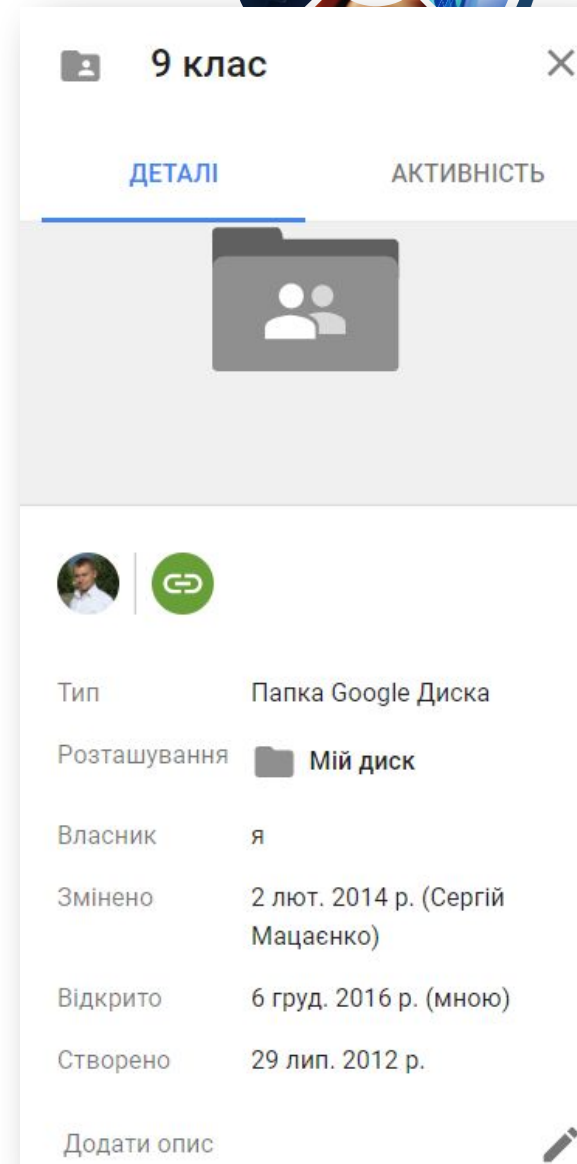 9 клас
ДЕТАЛІ АКТИВНІСТЬ
Тип Папка Google Диска
Розташування Мій диск
Власник я
Змінено 2 лют. 2014 р. (Сергій
Мацаєнко)
Відкрито 6 груд. 2016 р. (мною)
Створено 29 лип. 2012 р.
Додати опис